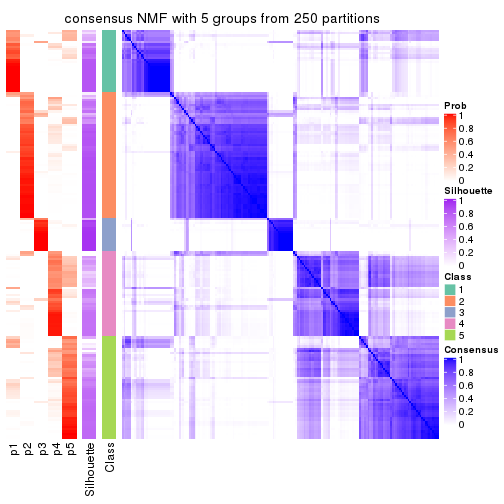 consensus NMF with 5 groups from 250 partitions
Prob
1
0.8
0.6
0.4
0.2
0
Silhouette
1
0.8
0.6
0.4
0.2
0
Class
1
2
3
4
5
Consensus
1
0.8
0.6
0.4
0.2
0
p1
p2
p3
p4
p5
Silhouette
Class